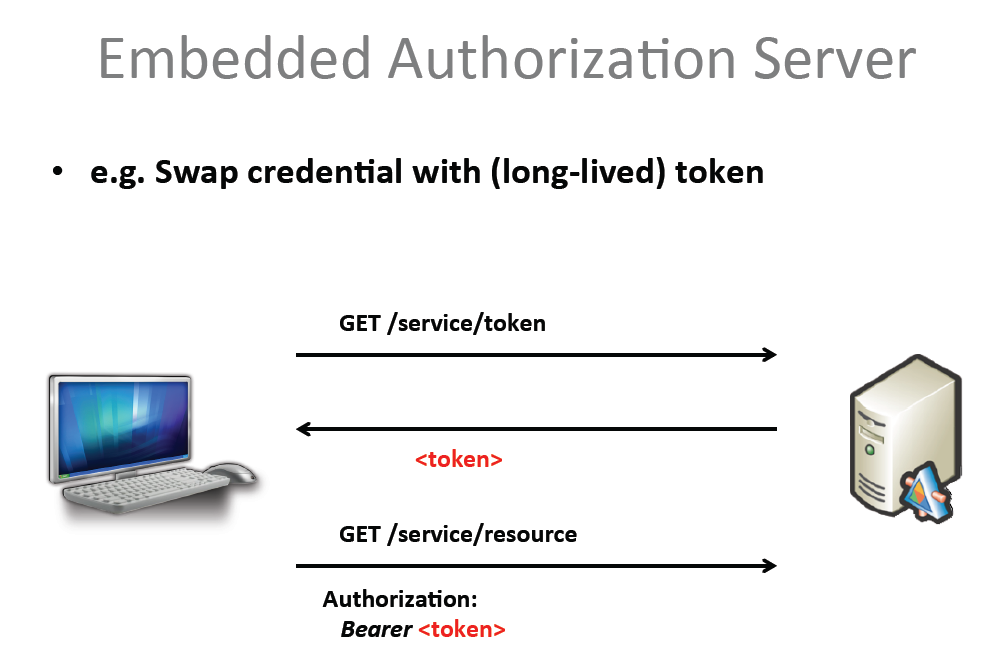 Embedded Authorization Server
• e.g. Swap credential with (long-lived) token
GET /service/token
<token>
GET /service/resource
Authorization:
Bearer <token>